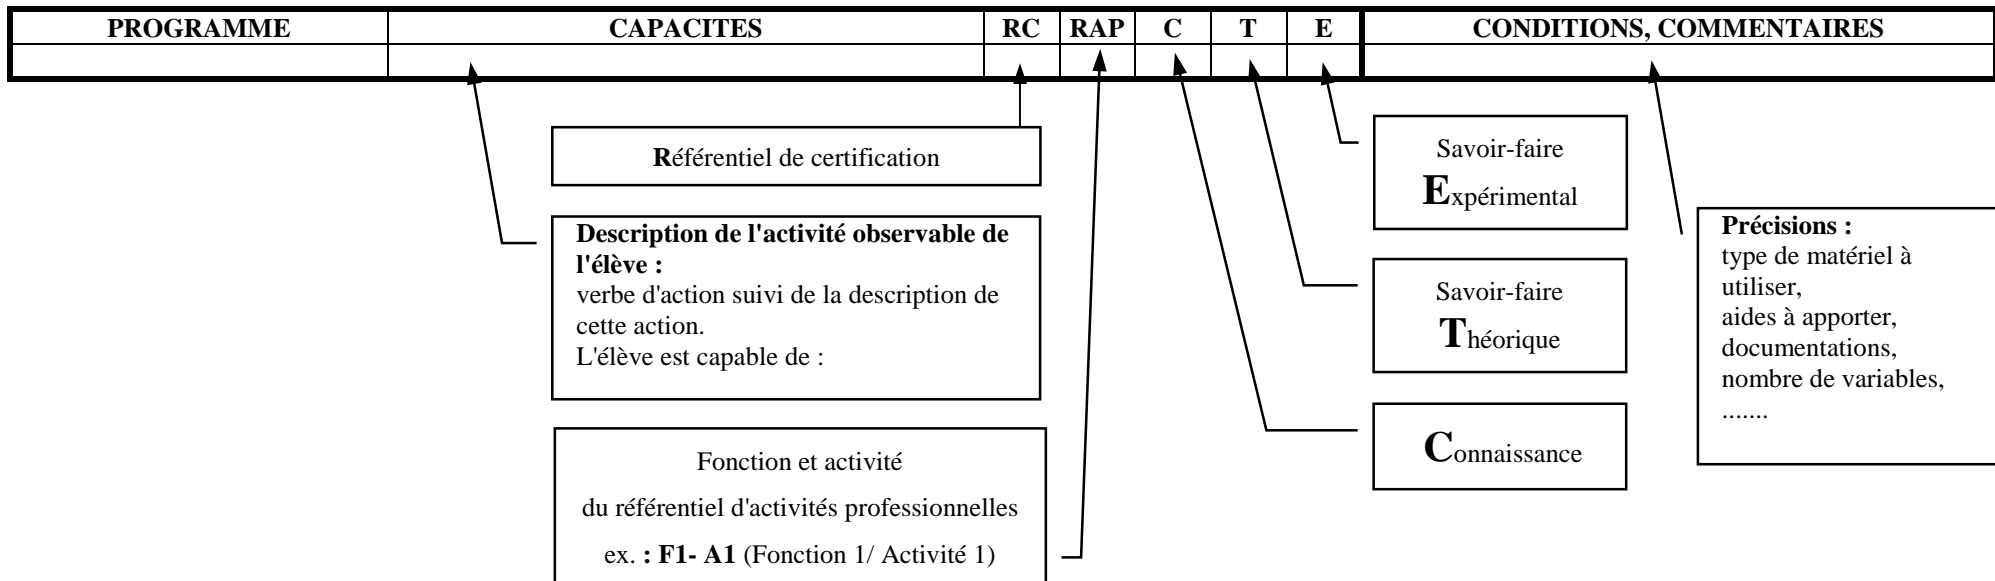 PROGRAMME CAPACITES RC RAP C T E CONDITIONS, COMMENTAIRES
Référentiel de certification
Description de l'activité observable de
l'élève :
verbe d'action suivi de la description de
cette action.
L'élève est capable de :
Fonction et activité
du référentiel d'activités professionnelles
ex. : F1- A1 (Fonction 1/ Activité 1)
Savoir-faire
Expérimental
Savoir-faire
Théorique
Connaissance
Précisions :
type de matériel à
utiliser,
aides à apporter,
documentations,
nombre de variables,
.......